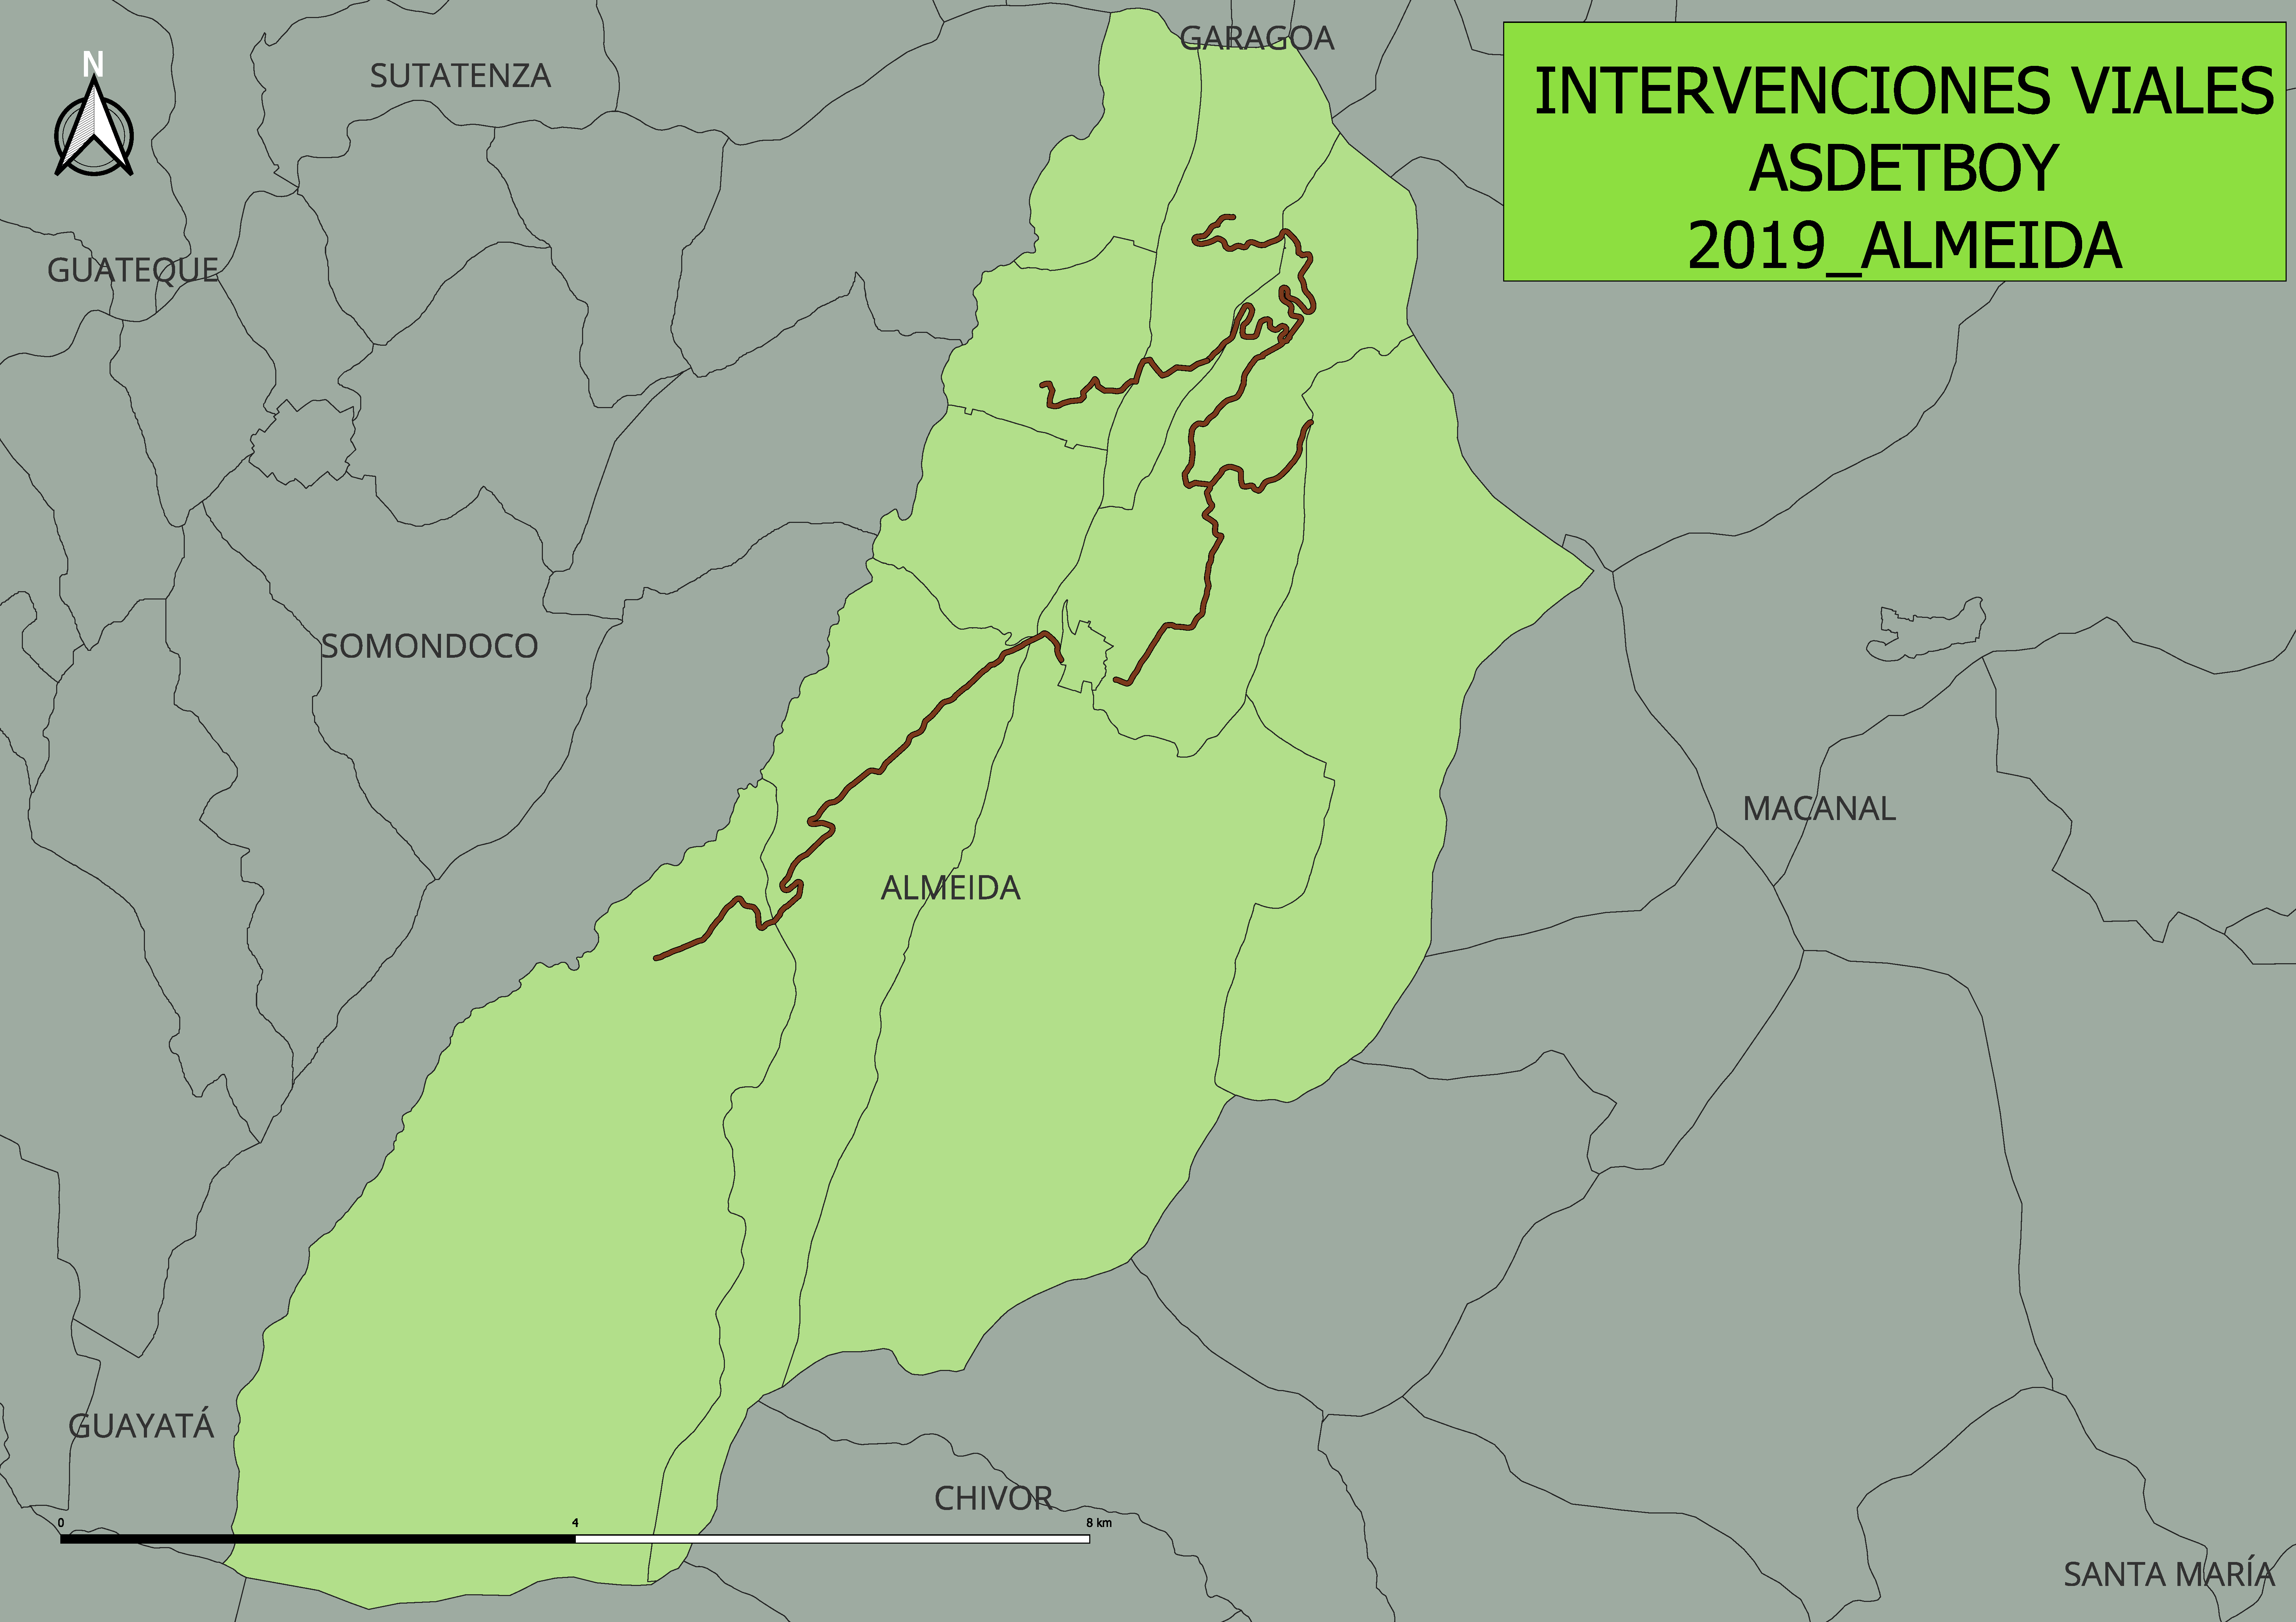 INTERVENCIONES VIALES
ASDETBOY
2019_ALMEIDA
N
GARAGOA
SUTATENZA
GUATEQUE
SOMONDOCO
MACANAL
ALMEIDA
GUAYATÁ
CHIVOR
0 4 8 km
SANTA MARÍA